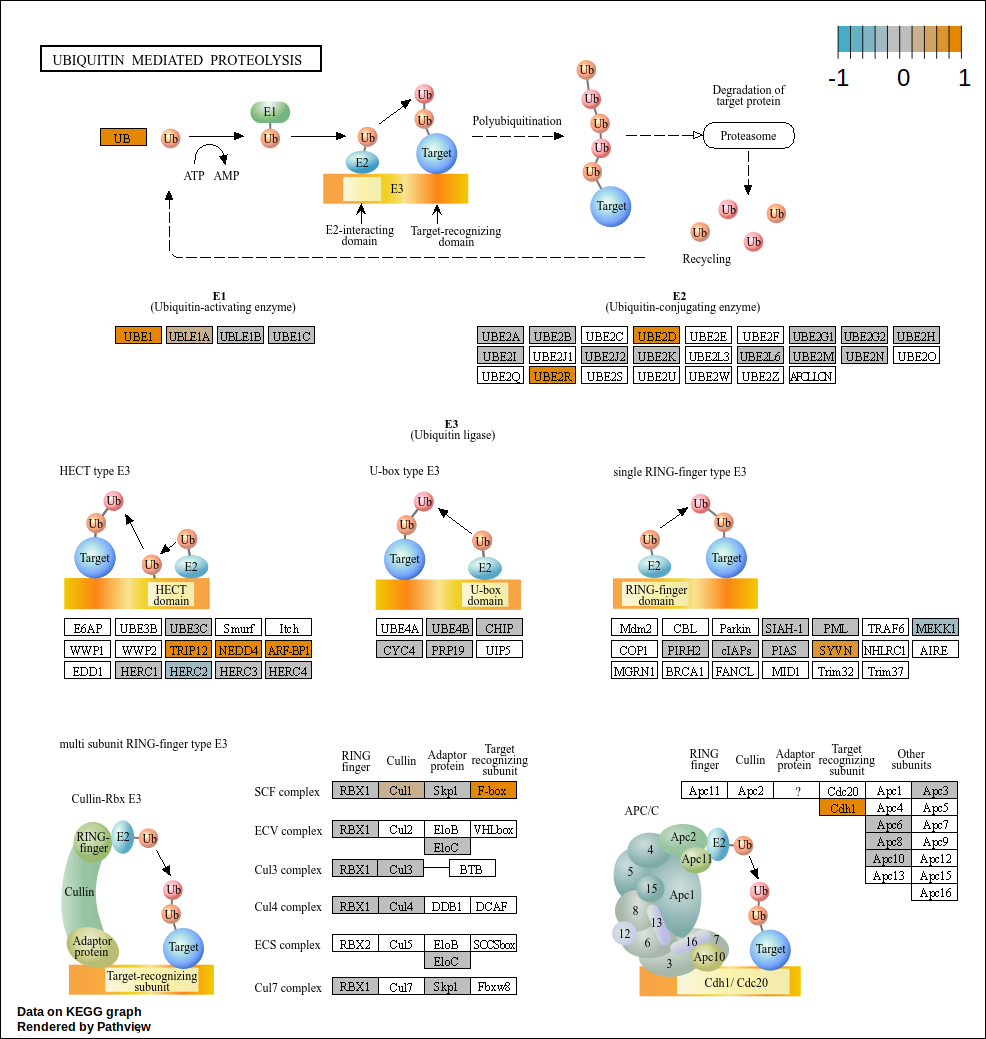 UBIQUITIN MEDIATED PROTEOLYSIS
-1 0 1
UB
Ub
ATP AMP
E1
Ub
Ub
E2
Ub
Ub
Target
E3
E2-interacting
domain
Target-recognizing
domain
Polyubiquitination
Ub
Ub
Ub
Ub
Ub
Target
Degradation of
target protein
Proteasome
Ub
Ub
Ub
Ub
Recycling
E1
(Ubiquitin-activating enzyme)
UBE1 UBLE1A UBLE1B UBE1C
E2
(Ubiquitin-conjugating enzyme)
UBE2A UBE2B UBE2C UBE2D UBE2E UBE2F UBE2G1 UBE2G2 UBE2H
UBE2I UBE2J1 UBE2J2 UBE2K UBE2L3 UBE2L6 UBE2M UBE2N UBE2O
UBE2Q UBE2R UBE2S UBE2U UBE2W UBE2Z AFCLLCN
E3
(Ubiquitin ligase)
HECT type E3
Ub
Ub
Target
Ub
Ub
E2
HECT
domain
E6AP UBE3B UBE3C Smurf Itch
WWP1 WWP2 TRIP12 NEDD4 ARF-BP1
EDD1 HERC1 HERC2 HERC3 HERC4
U-box type E3
Ub
Ub
Target
Ub
E2
U-box
domain
UBE4A UBE4B CHIP
CYC4 PRP19 UIP5
single RING-finger type E3
Ub
Ub
Ub
E2
Target
RING-finger
domain
Mdm2 CBL Parkin SIAH-1 PML TRAF6 MEKK1
COP1 PIRH2 cIAPs PIAS SYVN NHLRC1 AIRE
MGRN1 BRCA1 FANCL MID1 Trim32 Trim37
multi subunit RING-finger type E3
Cullin-Rbx E3
RING-
finger
E2
Ub
Cullin
Ub
Ub
Adaptor
protein
Target
Target-recognizing
subunit
RING
finger
Cullin
Adaptor
protein
Target
recognizing
subunit
SCF complex RBX1 Cul1 Skp1 F-box
ECV complex RBX1 Cul2 EloB VHLbox
EloC
Cul3 complex RBX1 Cul3 BTB
Cul4 complex RBX1 Cul4 DDB1 DCAF
ECS complex RBX2 Cul5 EloB SOCSbox
EloC
Cul7 complex RBX1 Cul7 Skp1 Fbxw8
RING
finger
Cullin
Adaptor
protein
Target
recognizing
subunit
Other
subunits
Apc11 Apc2 ? Cdc20 Apc1 Apc3
Cdh1 Apc4 Apc5
Apc6 Apc7
Apc8 Apc9
Apc10 Apc12
Apc13 Apc15
Apc16
APC/C
4
Apc2
E2
Ub
5
Apc11
15
Apc1
Ub
8
13
Ub
12
6
16
7
3
Apc10
Target
Cdh1/ Cdc20
Data on KEGG graph
Rendered by Pathview